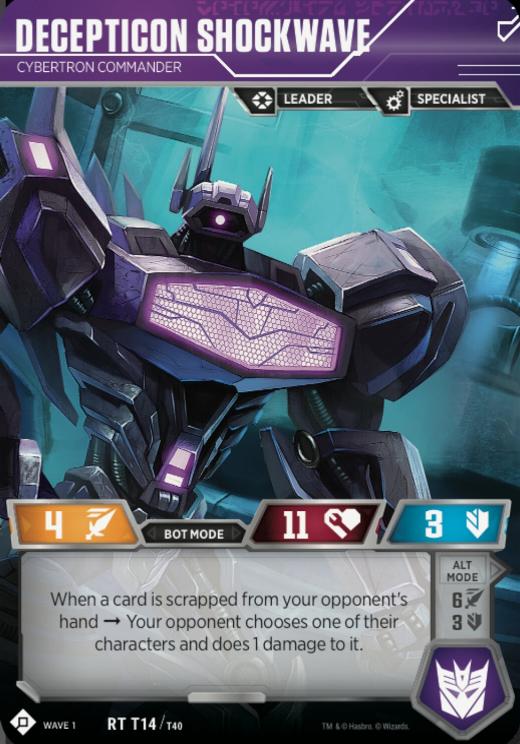 DECEPTICON SHOCKWAVE
CYBERTRON COMMANDER
LEADER
SPECIALIST
4
BOT MODE
11
3
When a card is scrapped from your opponent's
hand → Your opponent chooses one of their
characters and does 1 damage to it.
ALT
MODE
6
3
WAVE 1
RT T14/T40
TM & © Hasbro. © Wizards.